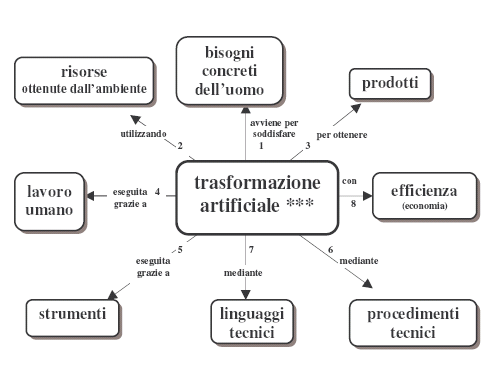 bisogni
concreti
dell'uomo
risorse
ottenute dall'ambiente
prodotti
avviene per
soddisfare
1
utilizzando
2
per ottenere
3
trasformazione
artificiale ***
lavoro
umano
eseguita
grazie a
4
con
8
efficienza
(economia)
eseguita
grazie a
5
mediante
7
mediante
6
strumenti
linguaggi
tecnici
procedimenti
tecnici